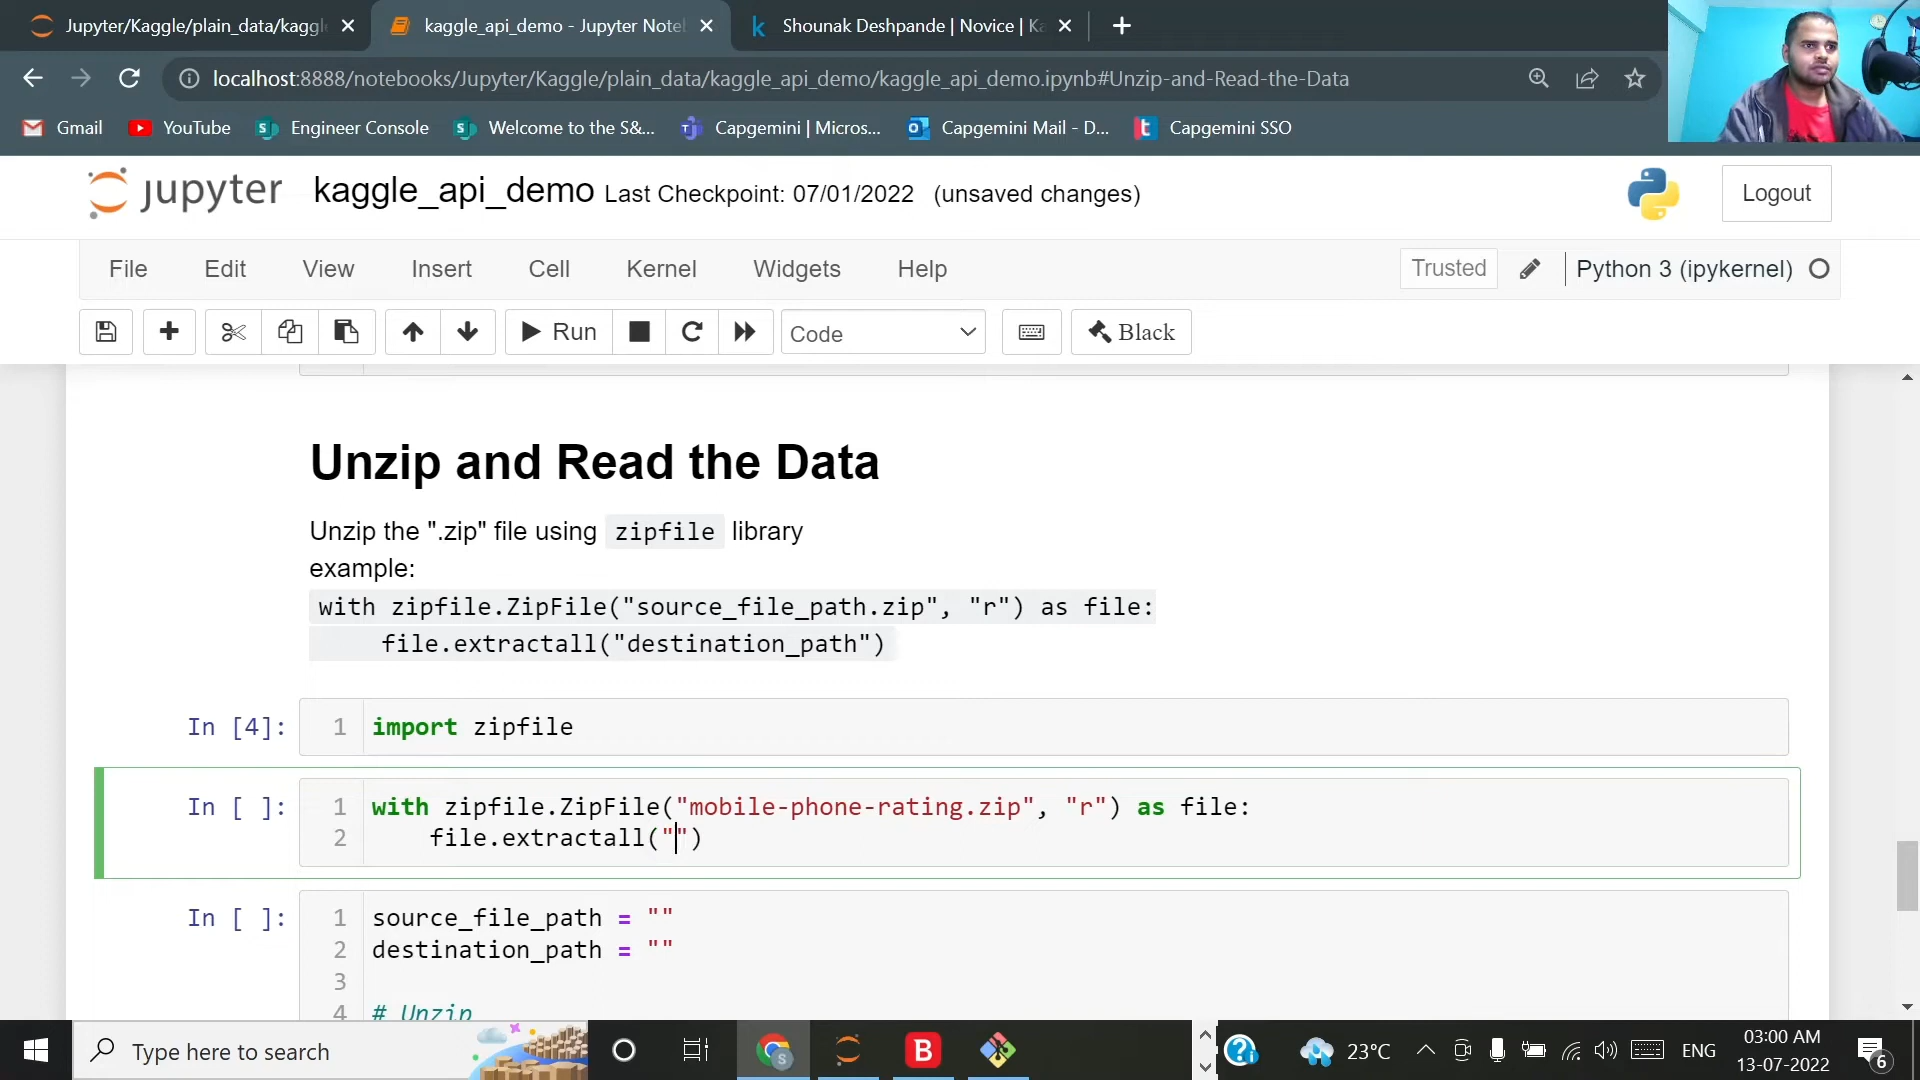 Jupyter/Kaggle/plain_data/kaggl
kaggle_api_demo - Jupyter Note
Shounak Deshpande | Novice | Ka
localhost:8888/notebooks/Jupyter/Kaggle/plain_data/kaggle_api_demo/kaggle_api_demo.ipynb#Unzip-and-Read-the-Data
Gmail YouTube Engineer Console Welcome to the S&... Capgemini | Micros... Capgemini Mail - D... Capgemini SSO
jupyter kaggle_api_demo Last Checkpoint: 07/01/2022 (unsaved changes) Logout
File Edit View Insert Cell Kernel Widgets Help Trusted Python 3 (ipykernel)
Run Code Black
Unzip and Read the Data
Unzip the ".zip" file using zipfile library
example:
with zipfile.ZipFile("source_file_path.zip", "r") as file:
file.extractall("destination_path")
In [4]: 1 import zipfile
In [ ]: 1 with zipfile.ZipFile("mobile-phone-rating.zip", "r") as file:
2 file.extractall("")
In [ ]: 1 source_file_path = ""
2 destination_path = ""
3
4 # Unzip
Type here to search
23°C
ENG
03:00 AM
13-07-2022
6